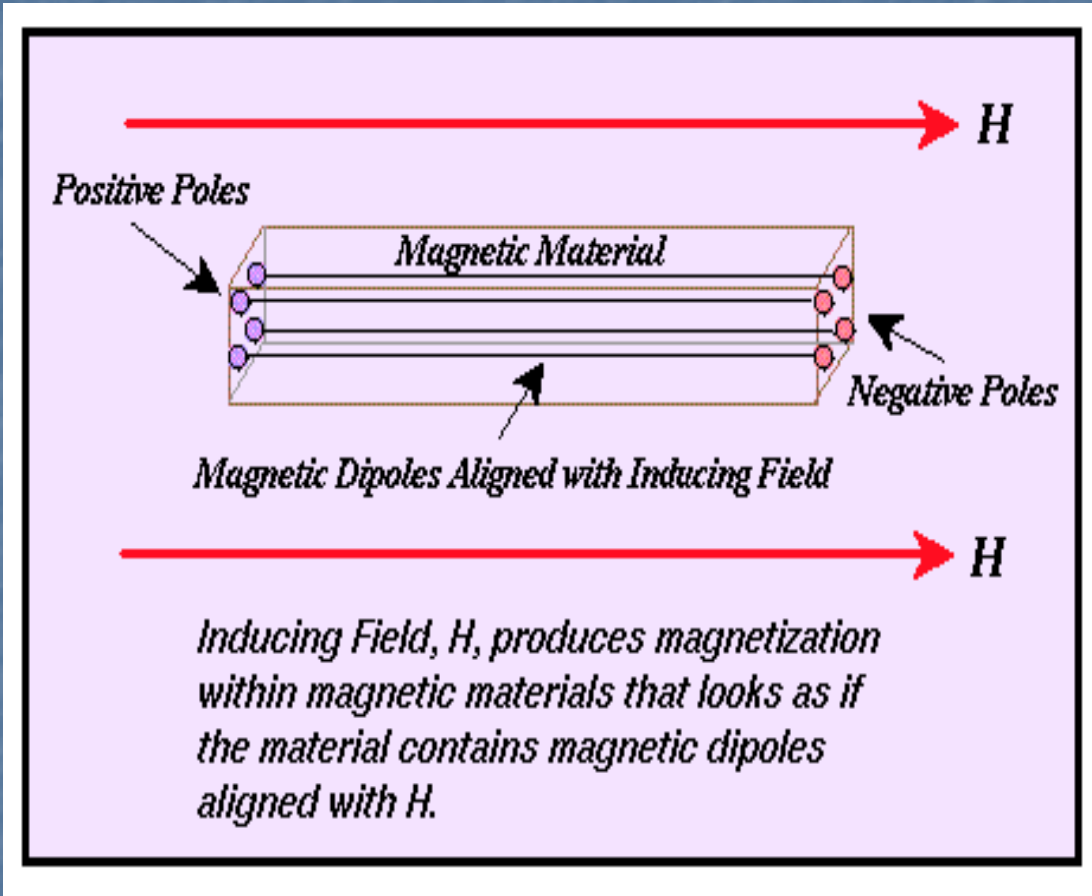 H
Positive Poles
Magnetic Material
Negative Poles
Magnetic Dipoles Aligned with Inducing Field
H
Inducing Field, H, produces magnetization
within magnetic materials that looks as if
the material contains magnetic dipoles
aligned with H.